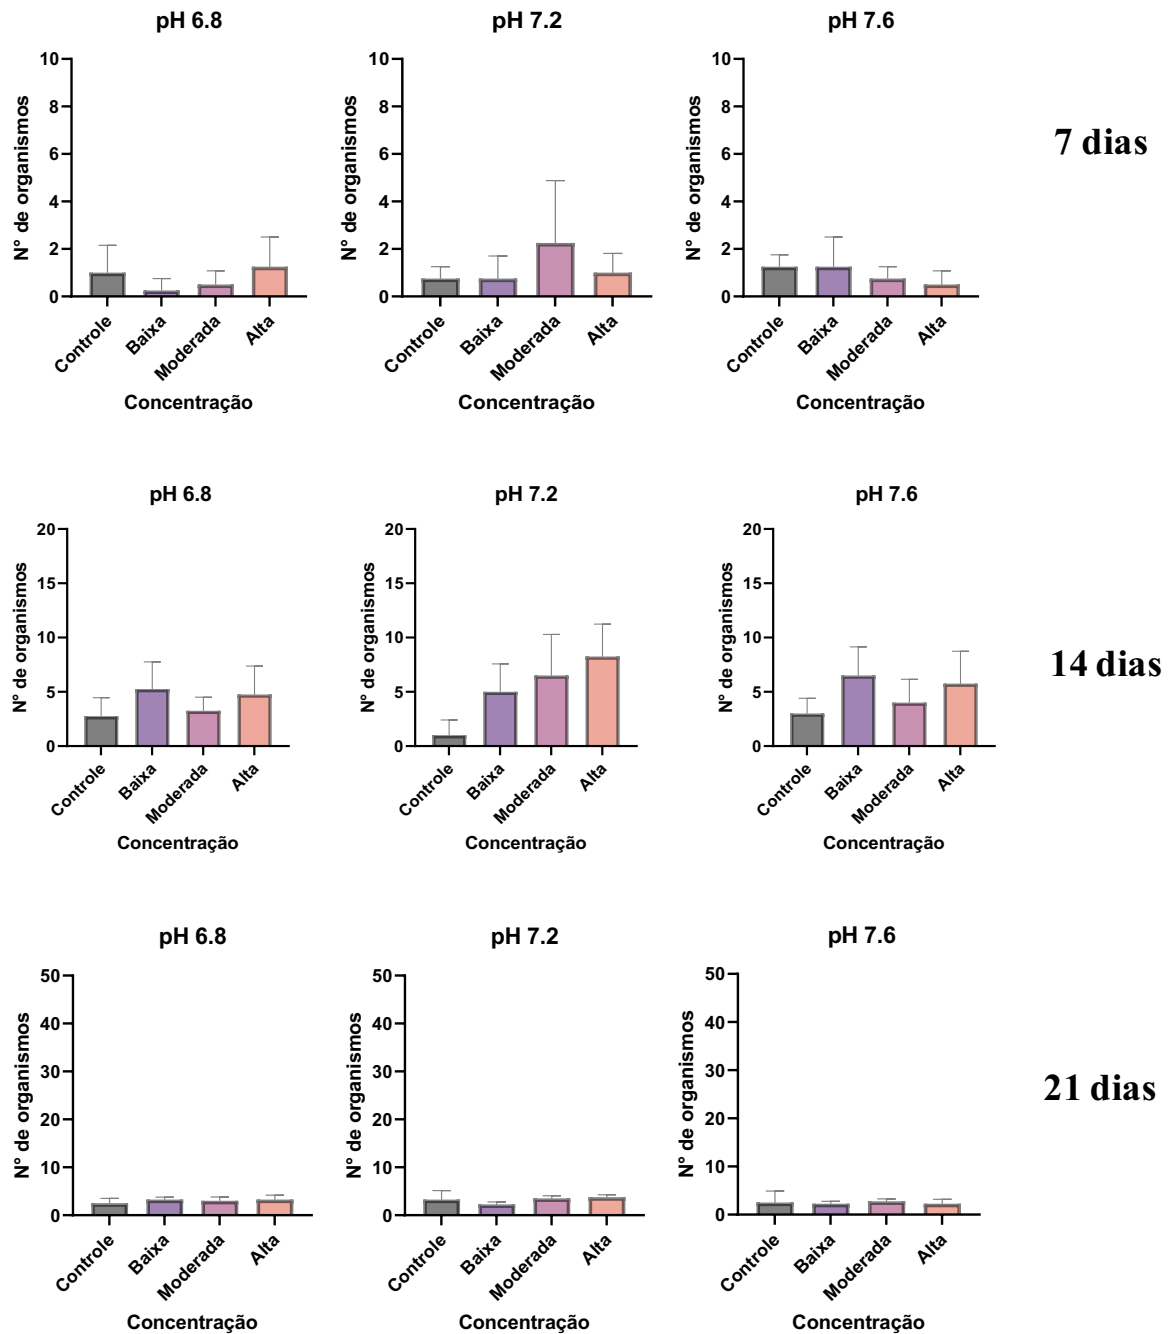 pH 6.8
pH 7.2
pH 7.6
N° de organismos
10
8
6
4
2
0
Controle
Baixa
Moderada
Alta
Concentração
N° de organismos
10
8
6
4
2
0
Controle
Baixa
Moderada
Alta
Concentração
N° de organismos
10
8
6
4
2
0
Controle
Baixa
Moderada
Alta
Concentração
7 dias
pH 6.8
pH 7.2
pH 7.6
N° de organismos
20
15
10
5
0
Controle
Baixa
Moderada
Alta
Concentração
N° de organismos
20
15
10
5
0
Controle
Baixa
Moderada
Alta
Concentração
N° de organismos
20
15
10
5
0
Controle
Baixa
Moderada
Alta
Concentração
14 dias
pH 6.8
pH 7.2
pH 7.6
N° de organismos
50
40
30
20
10
0
Controle
Baixa
Moderada
Alta
Concentração
N° de organismos
50
40
30
20
10
0
Controle
Baixa
Moderada
Alta
Concentração
N° de organismos
50
40
30
20
10
0
Controle
Baixa
Moderada
Alta
Concentração
21 dias